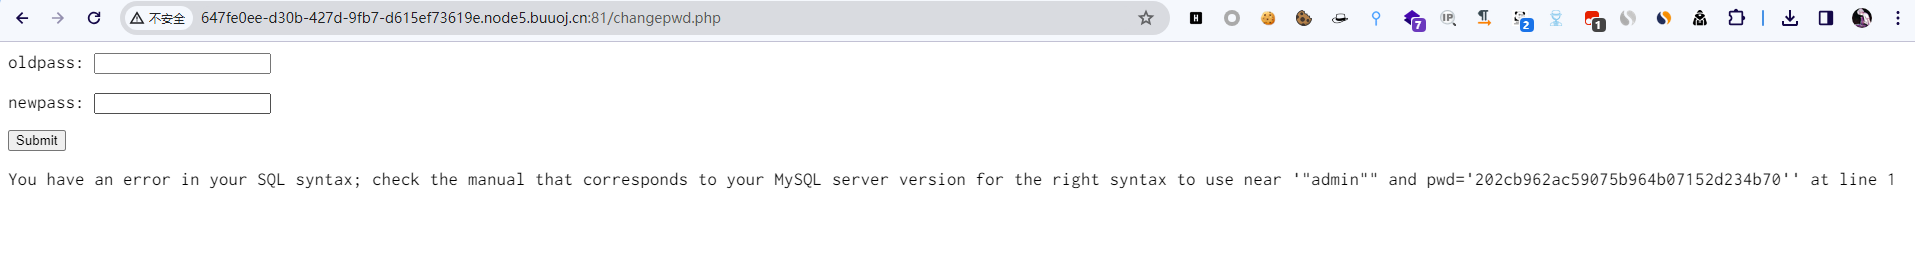 不安全 647fe0ee-d30b-427d-9fb7-d615ef73619e.node5.buuoj.cn:81/changepwd.php H IP 7 2 1
oldpass:
newpass:
Submit
You have an error in your SQL syntax; check the manual that corresponds to your MySQL server version for the right syntax to use near '"admin"" and pwd='202cb962ac59075b964b07152d234b70'' at line 1